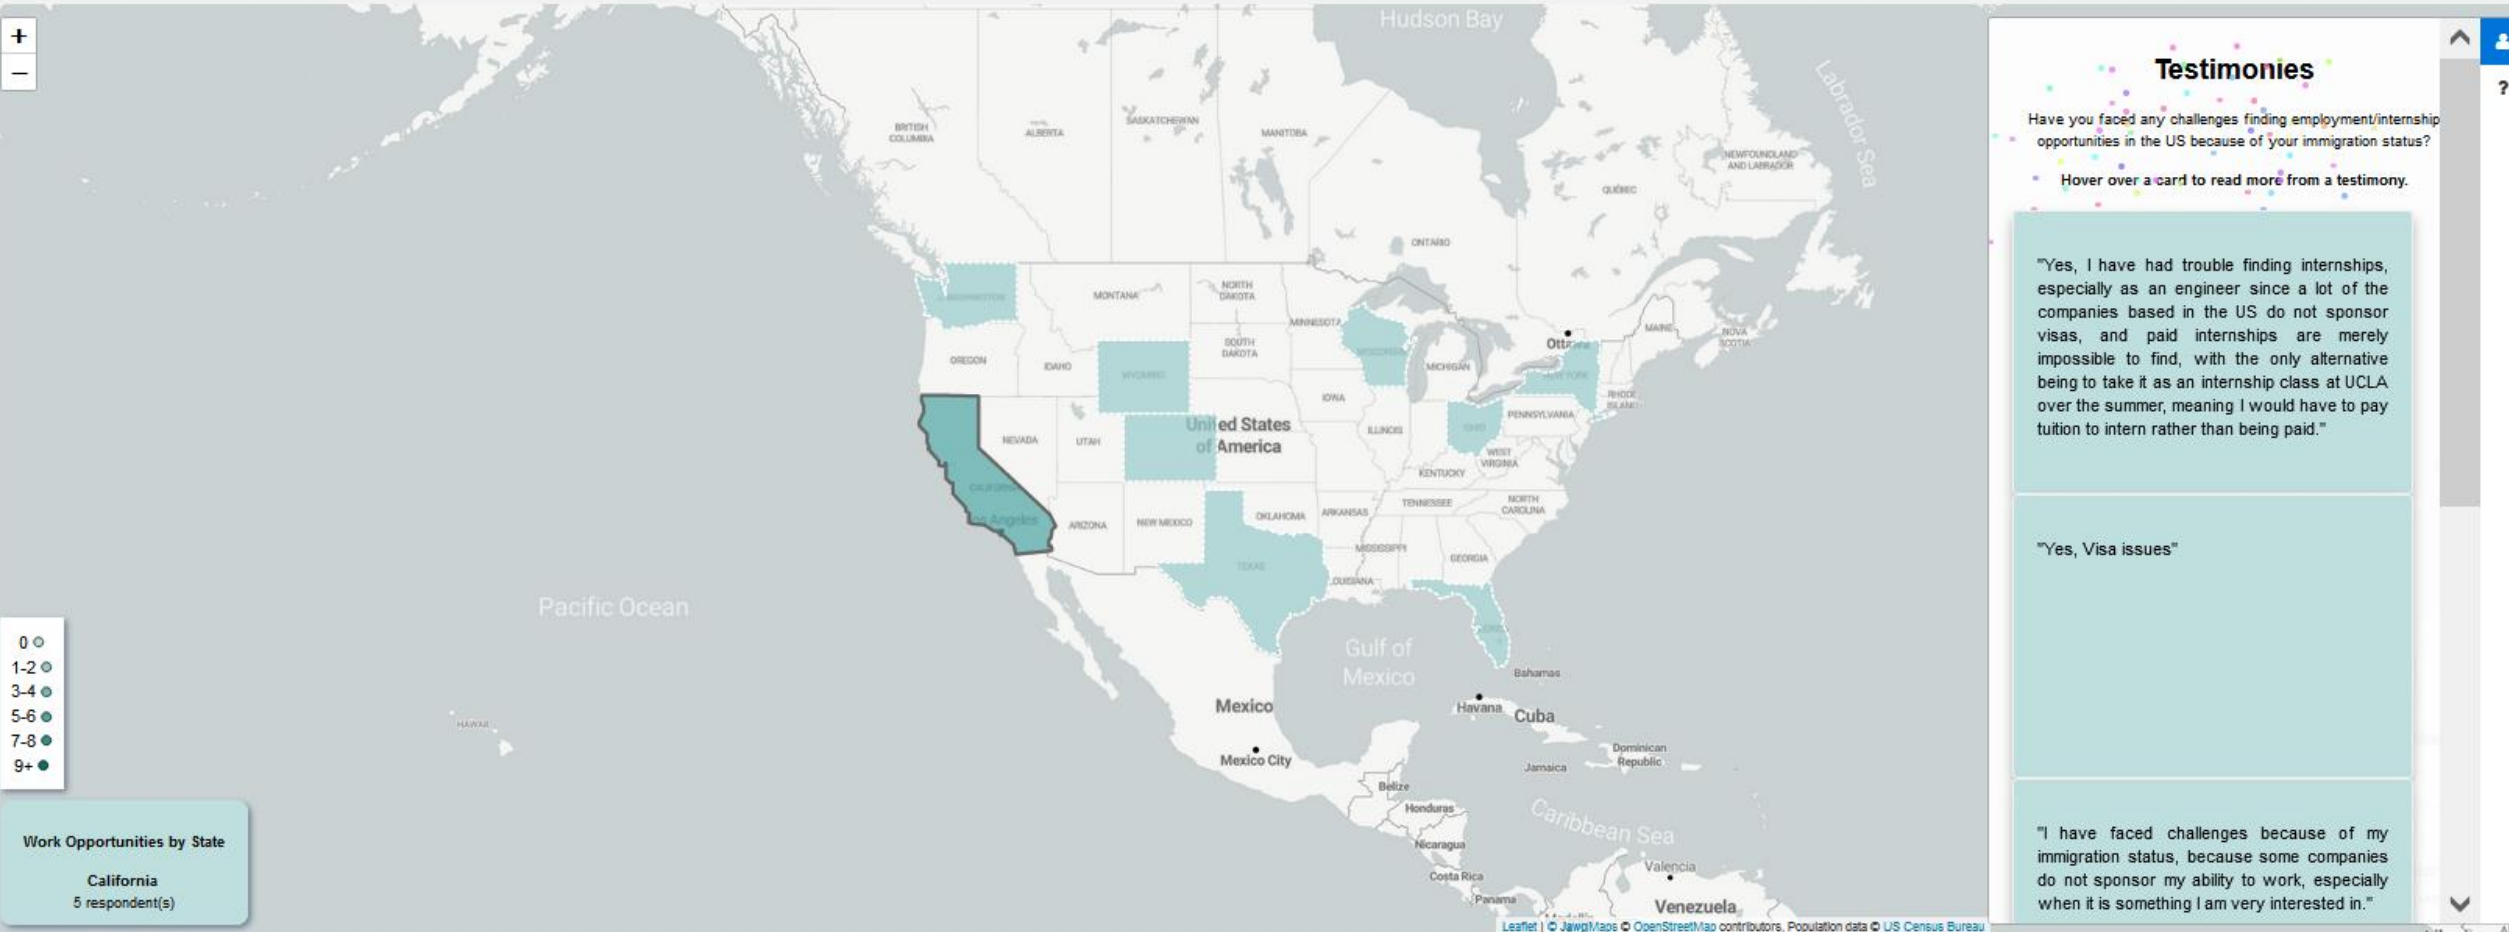 +
−
Hudson Bay
Labrador Sea
BRITISH
COLUMBIA
ALBERTA
SASKATCHEWAN
MANITOBA
ONTARIO
QUÉBEC
NEWFOUNDLAND
AND LABRADOR
NOVA
SCOTIA
WASHINGTON
MONTANA
NORTH
DAKOTA
MINNESOTA
SOUTH
DAKOTA
WISCONSIN
MICHIGAN
Ottawa
MAINE
NEW YORK
RHODE
ISLAND
OREGON
IDAHO
WYOMING
IOWA
PENNSYLVANIA
OHIO
ILLINOIS
NEVADA
UTAH
United States
of America
WEST
VIRGINIA
KENTUCKY
CALIFORNIA
Los Angeles
ARIZONA
NEW MEXICO
OKLAHOMA
ARKANSAS
TENNESSEE
NORTH
CAROLINA
MISSISSIPPI
GEORGIA
TEXAS
LOUISIANA
Pacific Ocean
Gulf of
Mexico
HAWAII
Mexico
Mexico City
Bahamas
Havana
Cuba
Dominican
Republic
Jamaica
Belize
Honduras
Nicaragua
Costa Rica
Panama
Caribbean Sea
Valencia
Venezuela
Medellín
0
1-2
3-4
5-6
7-8
9+
Work Opportunities by State
California
5 respondent(s)
Leaflet | © JawgMaps © OpenStreetMap contributors, Population data © US Census Bureau
Testimonies
Have you faced any challenges finding employment/internship
opportunities in the US because of your immigration status?
Hover over a card to read more from a testimony.
"Yes, I have had trouble finding internships,
especially as an engineer since a lot of the
companies based in the US do not sponsor
visas, and paid internships are merely
impossible to find, with the only alternative
being to take it as an internship class at UCLA
over the summer, meaning I would have to pay
tuition to intern rather than being paid."
"Yes, Visa issues"
"I have faced challenges because of my
immigration status, because some companies
do not sponsor my ability to work, especially
when it is something I am very interested in."
?